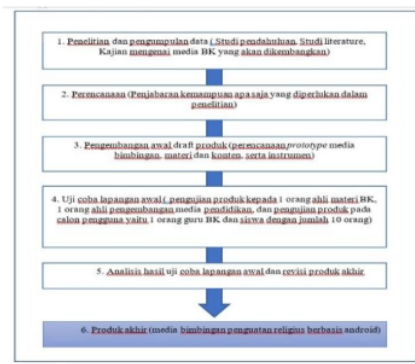 1. Penelitian dan pengumpulan data ( Studi pendahuluan, Studi literature,
Kajian mengenai media BK yang akan dikembangkan)
2. Perencanaan (Penjabaran kemampuan apa saja yang diperlukan dalam
penelitian)
3. Pengembangan awal draft produk (perencanaan prototype media
bimbingan, materi dan konten, serta instrumen)
4. Uji coba lapangan awal ( pengujian produk kepada 1 orang ahli materi BK,
1 orang ahli pengembangan media pendidikan, dan pengujian produk pada
calon pengguna yaitu 1 orang guru BK dan siswa dengan jumlah 10 orang)
5. Analisis hasil uji coba lapangan awal dan revisi produk akhir
6. Produk akhir (media bimbingan penguatan religius berbasis android)